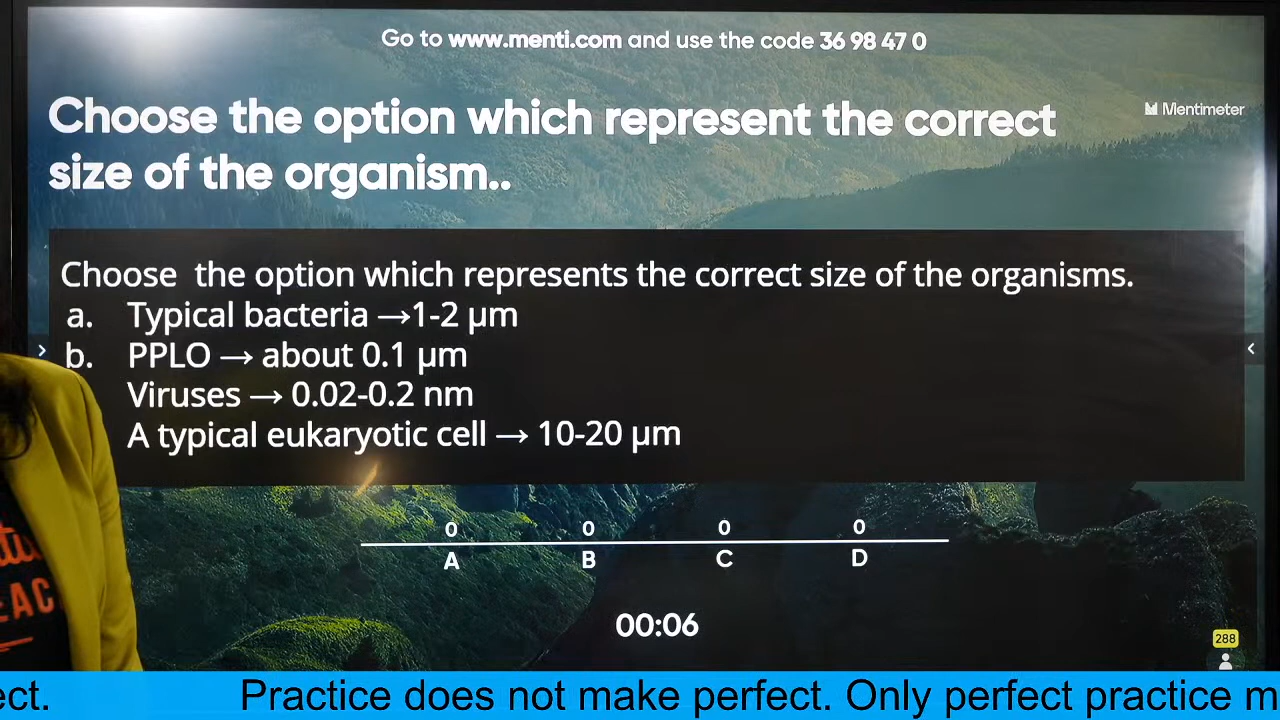 Go to www.menti.com and use the code 36 98 47 0
Choose the option which represent the correct
Mentimeter
size of the organism..
Choose the option which represents the correct size of the organisms.
a. Typical bacteria →1-2 µm
b. PPLO → about 0.1 µm
Viruses → 0.02-0.2 nm
A typical eukaryotic cell → 10-20 µm
0 0 0 0
A B C D
00:06
288
ect. Practice does not make perfect. Only perfect practice m